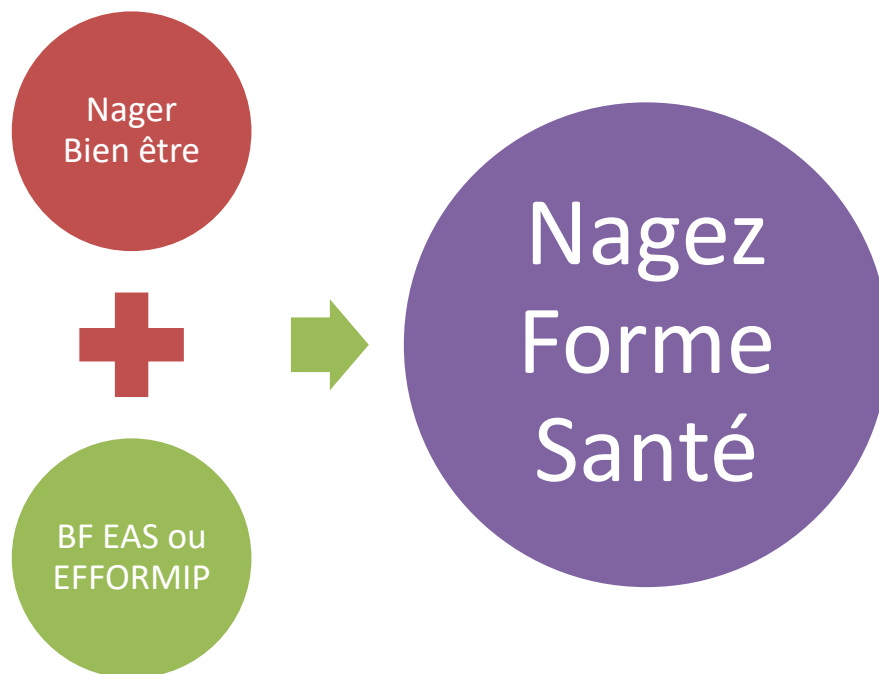 Nager
Bien être
BF EAS ou
EFFORMIP
Nagez
Forme
Santé